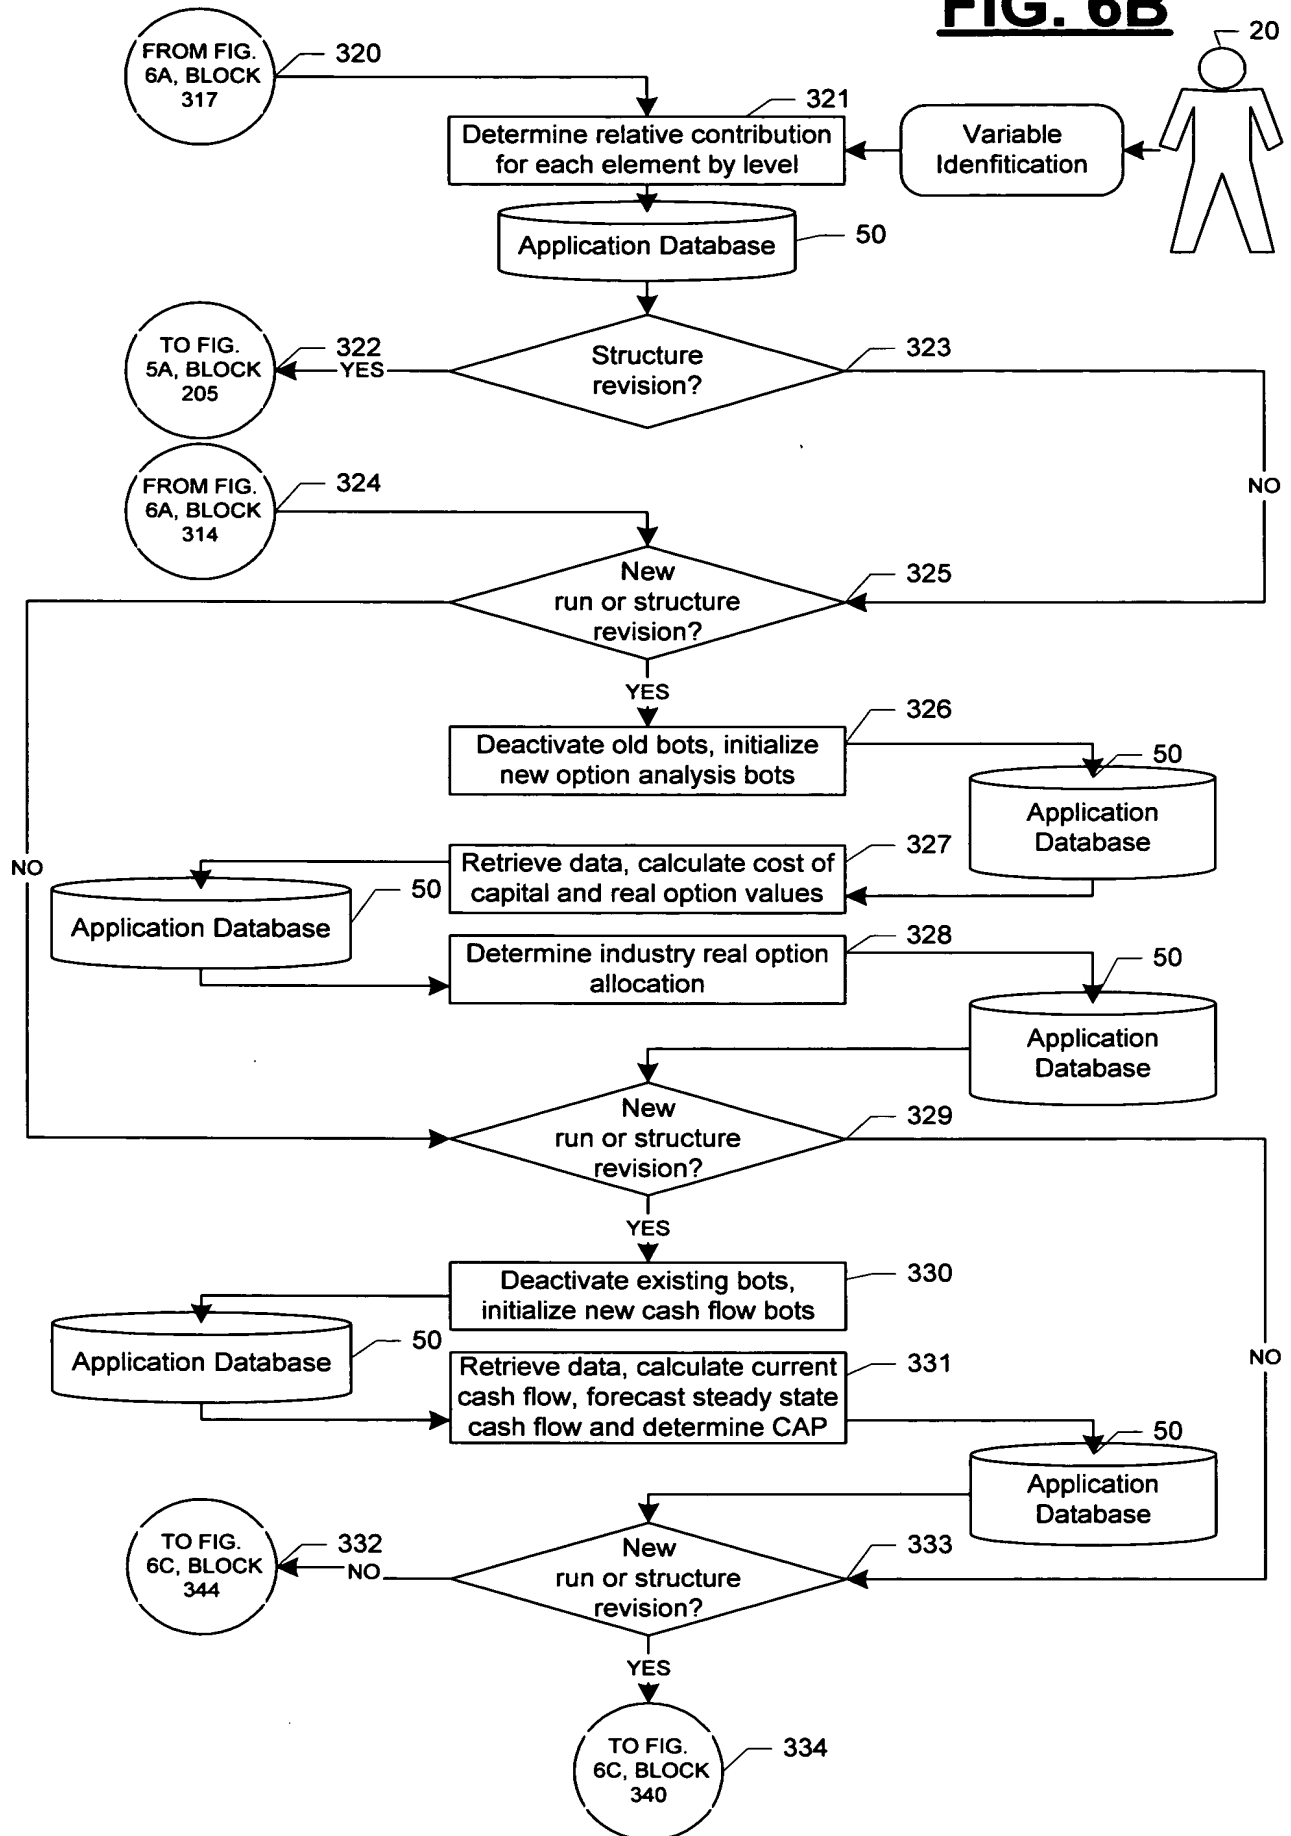 FIG. 6B
FROM FIG.
6A, BLOCK
317
320
20
321
Determine relative contribution
for each element by level
Variable
Idenfitication
Application Database
50
TO FIG.
5A, BLOCK
205
322
YES
Structure
revision?
323
NO
FROM FIG.
6A, BLOCK
314
324
New
run or structure
revision?
325
YES
326
Deactivate old bots, initialize
new option analysis bots
50
Application
Database
NO
327
Retrieve data, calculate cost of
capital and real option values
50
Application Database
328
Determine industry real option
allocation
50
Application
Database
New
run or structure
revision?
329
YES
330
Deactivate existing bots,
initialize new cash flow bots
50
Application Database
NO
331
Retrieve data, calculate current
cash flow, forecast steady state
cash flow and determine CAP
50
Application
Database
TO FIG.
6C, BLOCK
344
332
NO
New
run or structure
revision?
333
YES
TO FIG.
6C, BLOCK
340
334